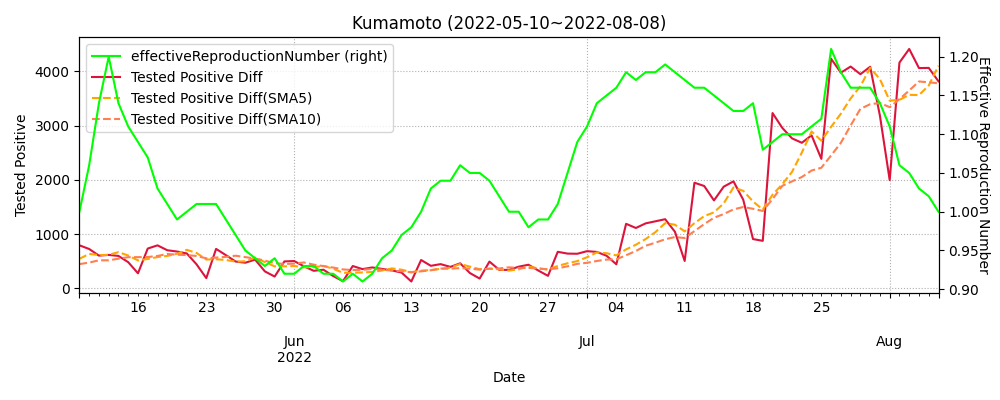 Kumamoto (2022-05-10~2022-08-08)
effectiveReproductionNumber (right)
Tested Positive Diff
Tested Positive Diff(SMA5)
Tested Positive Diff(SMA10)
Tested Positive
4000
3000
2000
1000
0
1.20
1.15
1.10
1.05
1.00
0.95
0.90
Effective Reproduction Number
16 23 30 06 13 20 27 04 11 18 25
Jun Jul Aug
2022
Date